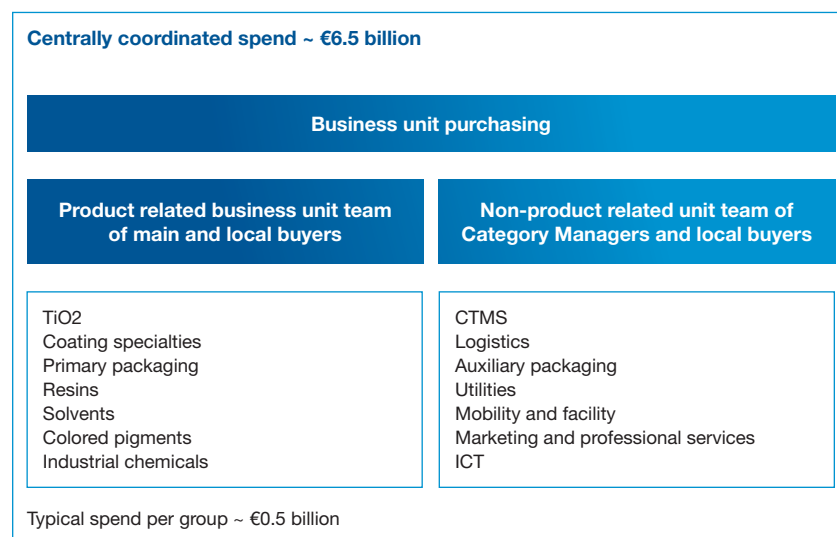 Centrally coordinated spend ~ €6.5 billion
Business unit purchasing
Product related business unit team
of main and local buyers
Non-product related unit team of
Category Managers and local buyers
TiO2
Coating specialties
Primary packaging
Resins
Solvents
Colored pigments
Industrial chemicals
CTMS
Logistics
Auxiliary packaging
Utilities
Mobility and facility
Marketing and professional services
ICT
Typical spend per group ~ €0.5 billion